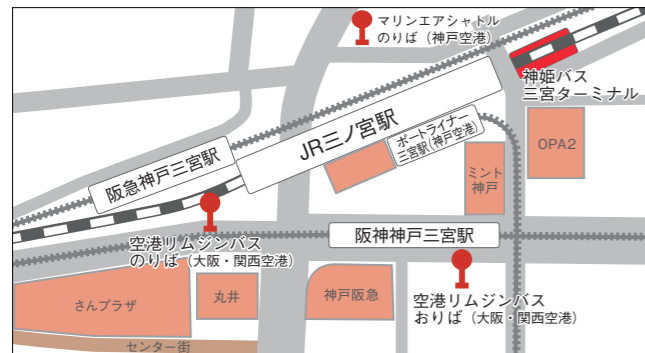 マリンエアシャトル
のりば（神戸空港）
神姫バス
三宮ターミナル
JR三ノ宮駅
ポートライナー
三宮駅(神戸空港)
OPA2
ミント
神戸
阪急神戸三宮駅
阪神神戸三宮駅
空港リムジンバス
のりば（大阪・関西空港）
空港リムジンバス
おりば（大阪・関西空港）
さんプラザ
丸井
神戸阪急
センター街